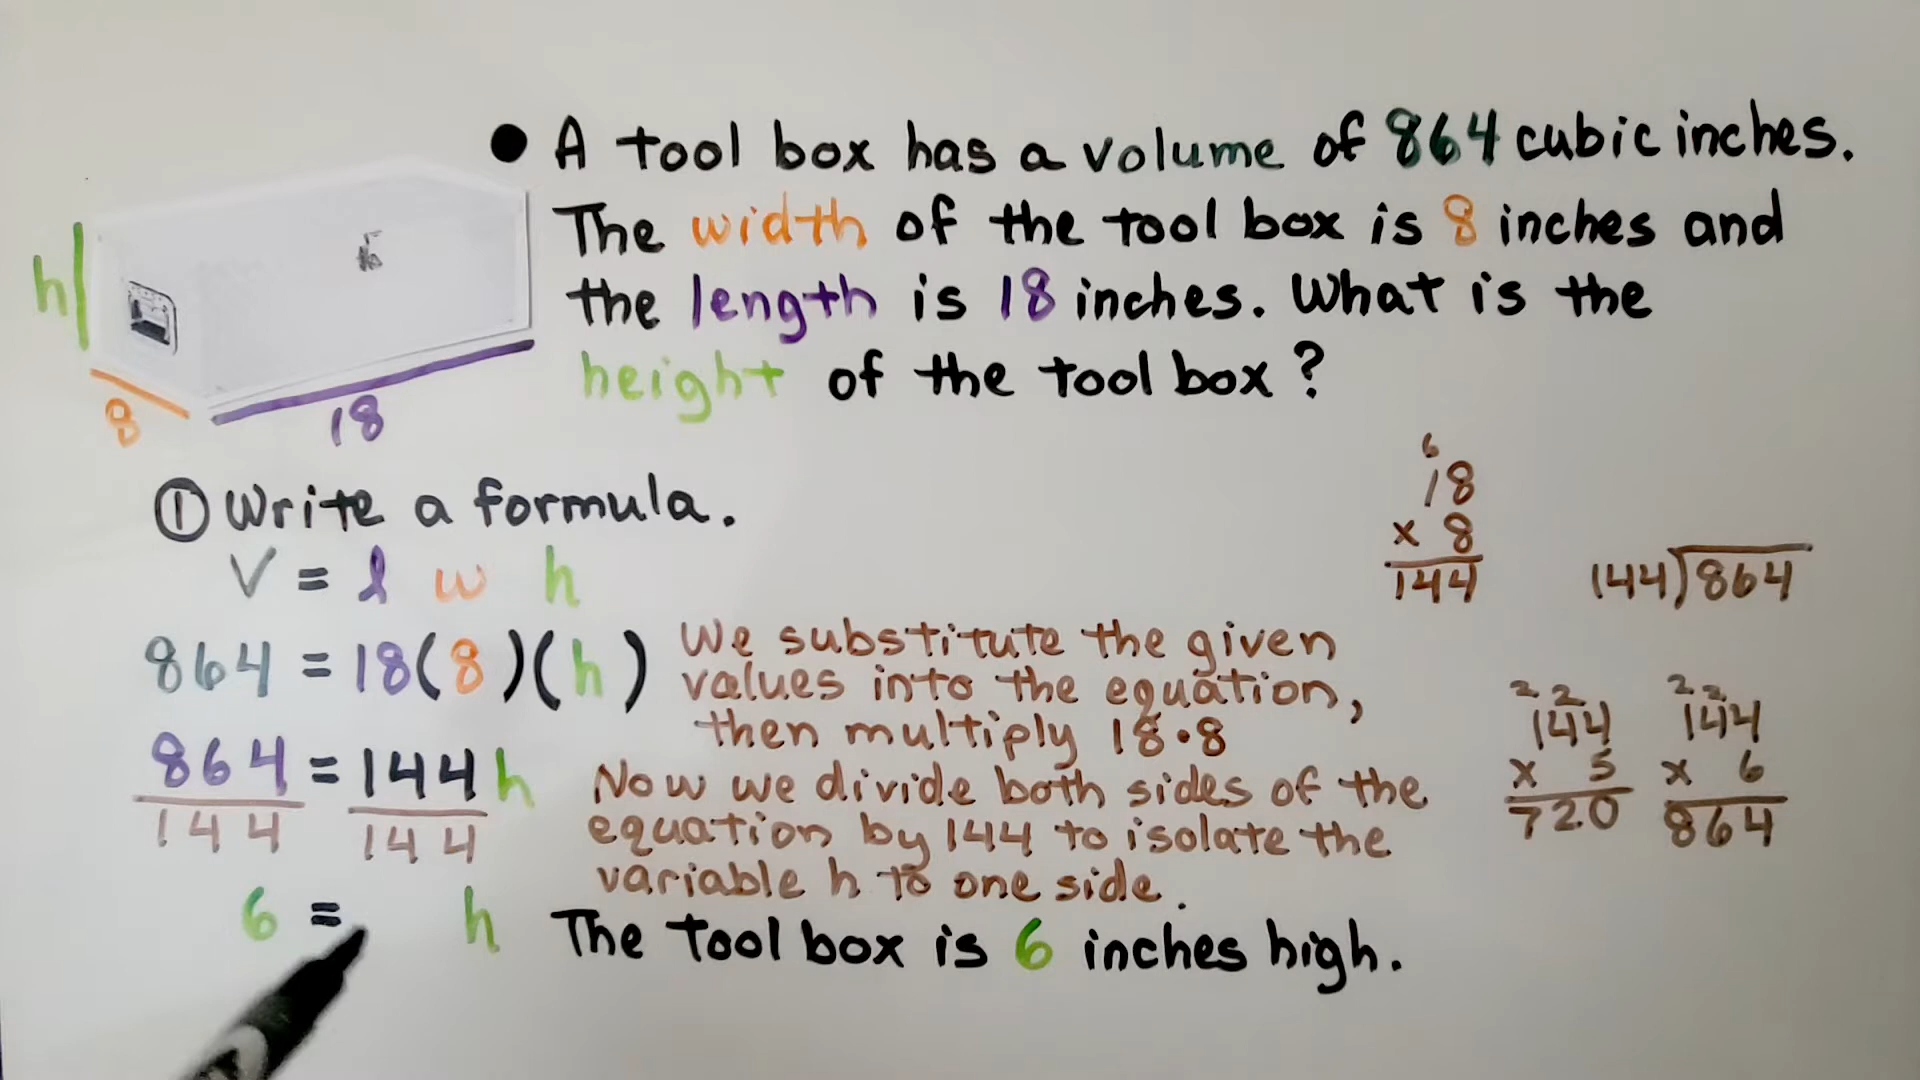 ● A tool box has a volume of 864 cubic inches.
The width of the tool box is 8 inches and
the length is 18 inches. What is the
height of the tool box?
h
8
18
① Write a formula.
V = l w h
864 = 18(8)(h)
We substitute the given
values into the equation,
then multiply 18·8
864 = 144h
144 144
Now we divide both sides of the
equation by 144 to isolate the
variable h to one side.
6 = h
The tool box is 6 inches high.
6
18
x 8
144
144)864
22
144
x 5
720
22
144
x 6
864